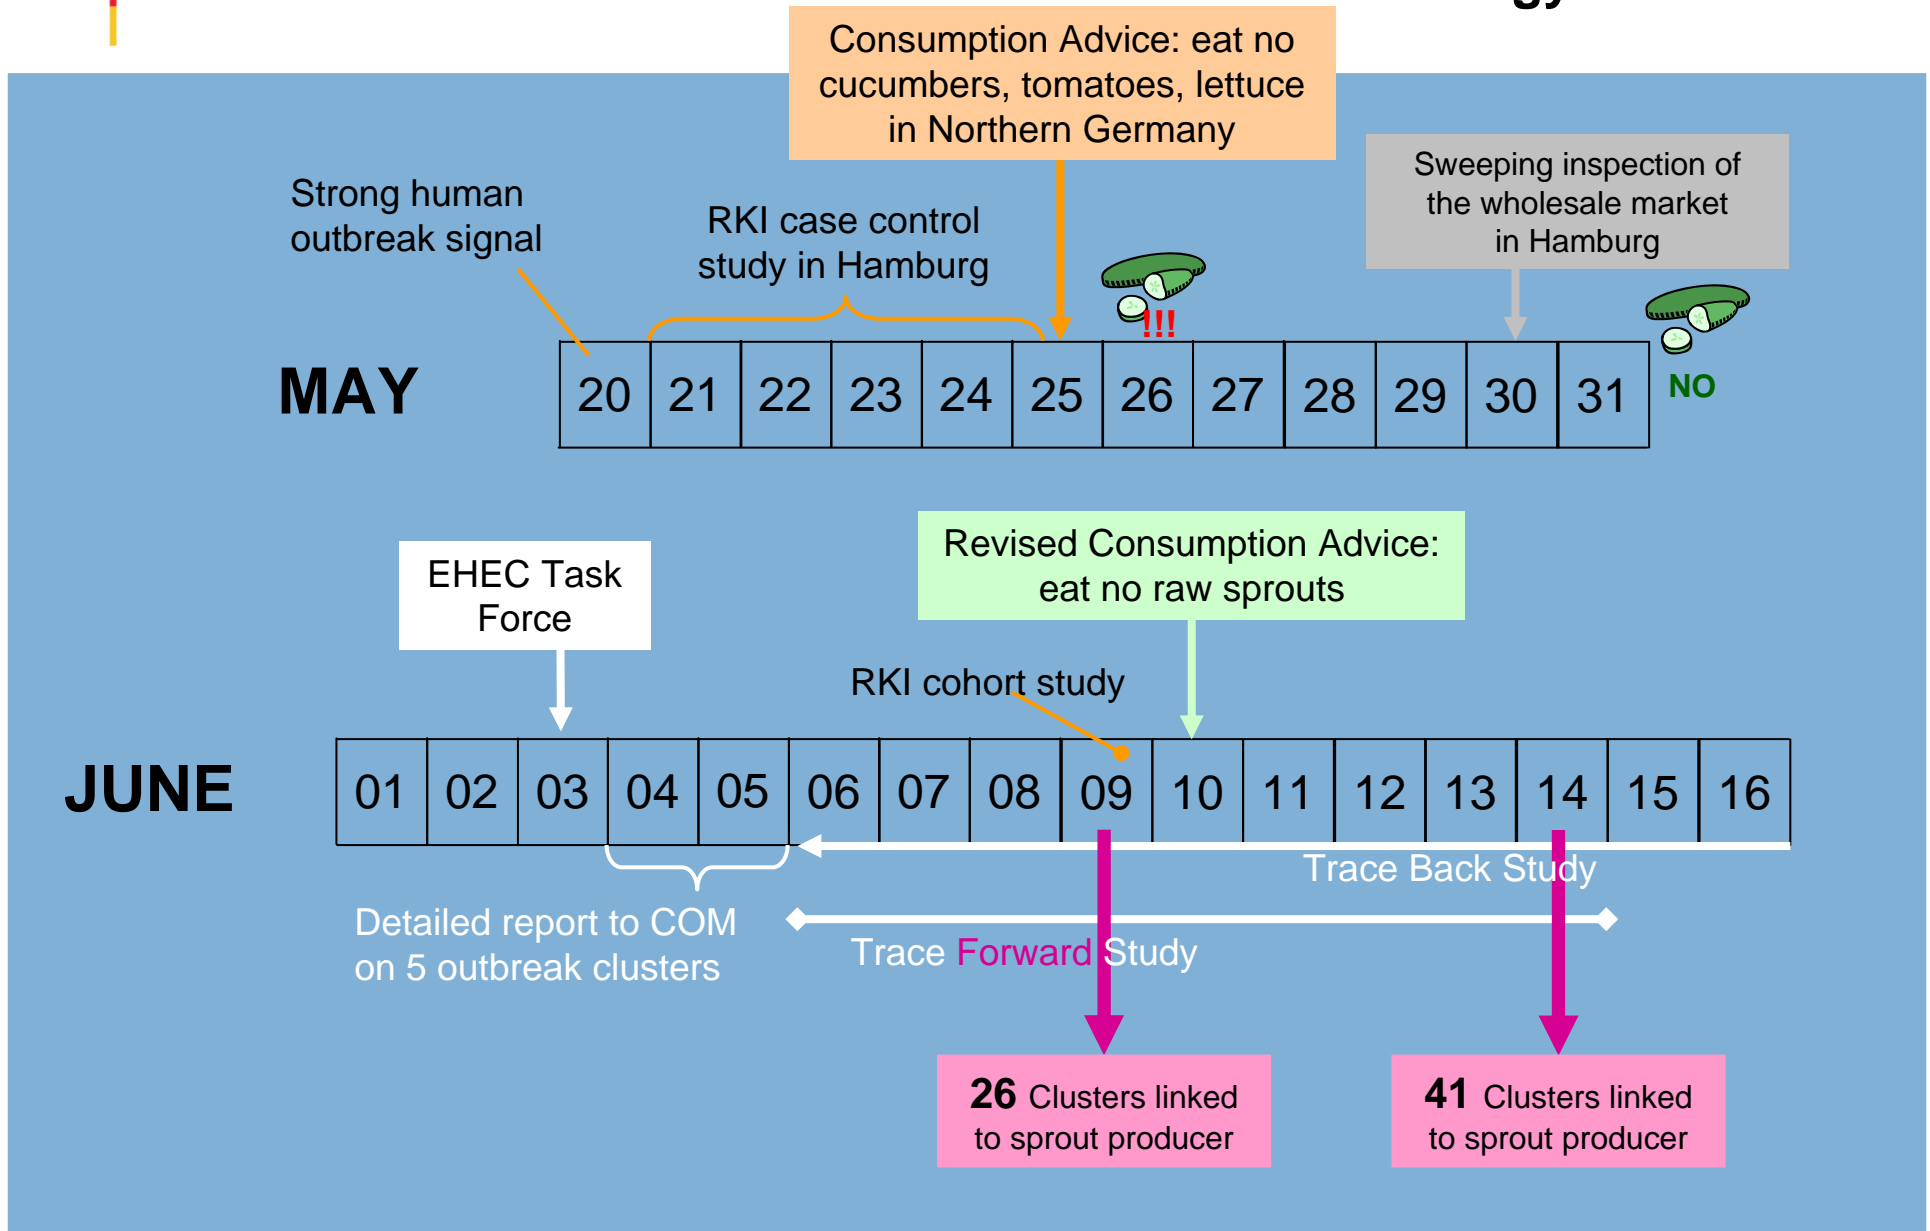 Consumption Advice: eat no
cucumbers, tomatoes, lettuce
in Northern Germany
Strong human
outbreak signal
RKI case control
study in Hamburg
Sweeping inspection of
the wholesale market
in Hamburg
!!!
MAY
20 21 22 23 24 25 26 27 28 29 30 31
NO
EHEC Task
Force
Revised Consumption Advice:
eat no raw sprouts
RKI cohort study
JUNE
01 02 03 04 05 06 07 08 09 10 11 12 13 14 15 16
Trace Back Study
Detailed report to COM
on 5 outbreak clusters
Trace Forward Study
26 Clusters linked
to sprout producer
41 Clusters linked
to sprout producer